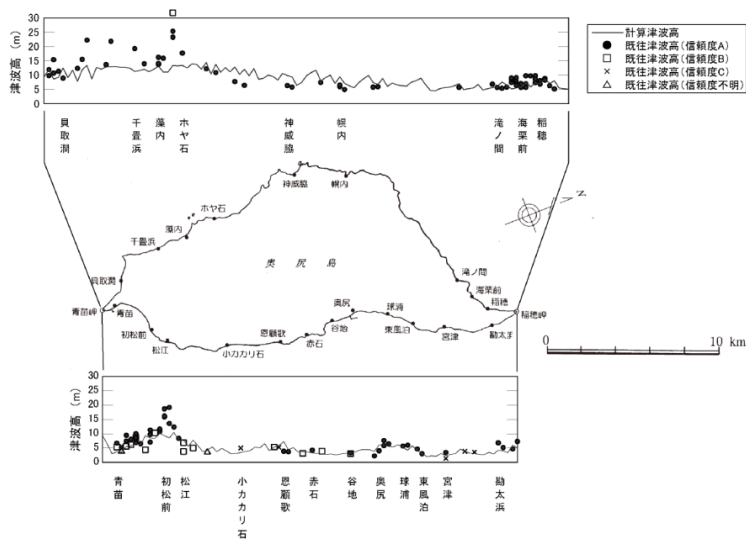 津波高 (m)
30
25
20
15
10
5
0
計算津波高
既往津波高(信頼度A)
既往津波高(信頼度B)
既往津波高(信頼度C)
既往津波高(信頼度不明)
貝取澗
千畳浜
藻内
ホヤ石
神威脇
幌内
滝ノ間
海栗前
稲穂
神威脇
幌内
ホヤ石
藻内
千畳浜
貝取澗
奥尻島
N
滝ノ間
海栗前
稲穂
稲穂岬
青苗岬
青苗
初松前
松江
小カカリ石
恩顧歌
赤石
谷地
奥尻
球浦
東風泊
宮津
勘太ま
0
10 km
津波高 (m)
30
25
20
15
10
5
0
青苗
初松前
松江
小カカリ石
恩顧歌
赤石
谷地
奥尻
球浦
東風泊
宮津
勘太浜